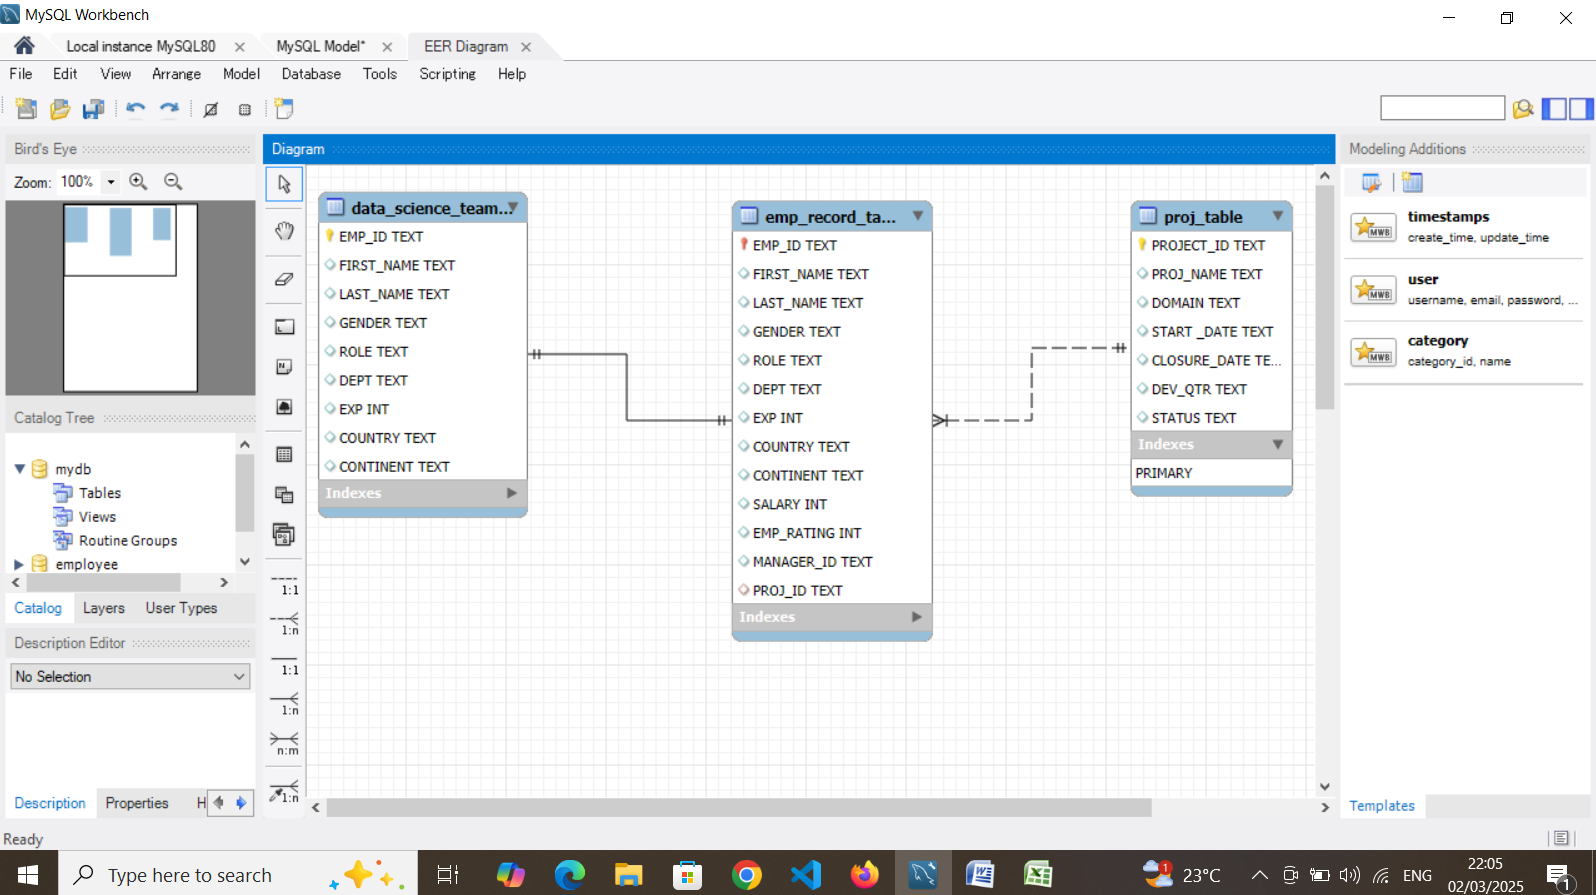 MySQL Workbench
Local instance MySQL80
MySQL Model*
EER Diagram
File Edit View Arrange Model Database Tools Scripting Help
Bird's Eye
Zoom: 100%
Catalog Tree
mydb
Tables
Views
Routine Groups
employee
Catalog Layers User Types
Description Editor
No Selection
Description Properties H
Ready
Diagram
1:1
1:n
1:1
1:n
n:m
1:n
data_science_team...
EMP_ID TEXT
FIRST_NAME TEXT
LAST_NAME TEXT
GENDER TEXT
ROLE TEXT
DEPT TEXT
EXP INT
COUNTRY TEXT
CONTINENT TEXT
Indexes
emp_record_ta...
EMP_ID TEXT
FIRST_NAME TEXT
LAST_NAME TEXT
GENDER TEXT
ROLE TEXT
DEPT TEXT
EXP INT
COUNTRY TEXT
CONTINENT TEXT
SALARY INT
EMP_RATING INT
MANAGER_ID TEXT
PROJ_ID TEXT
Indexes
proj_table
PROJECT_ID TEXT
PROJ_NAME TEXT
DOMAIN TEXT
START _DATE TEXT
CLOSURE_DATE TE...
DEV_QTR TEXT
STATUS TEXT
Indexes
PRIMARY
Modeling Additions
MWB
timestamps
create_time, update_time
MWB
user
username, email, password, ...
MWB
category
category_id, name
Templates
Type here to search
1
23°C
ENG
22:05
02/03/2025
1